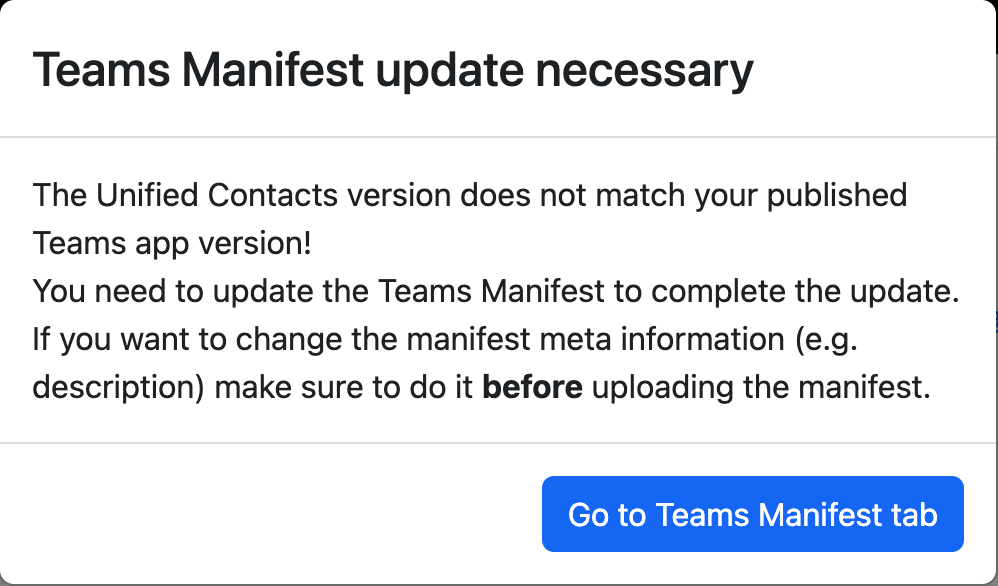 Teams Manifest update necessary
The Unified Contacts version does not match your published
Teams app version!
You need to update the Teams Manifest to complete the update.
If you want to change the manifest meta information (e.g.
description) make sure to do it before uploading the manifest.
Go to Teams Manifest tab